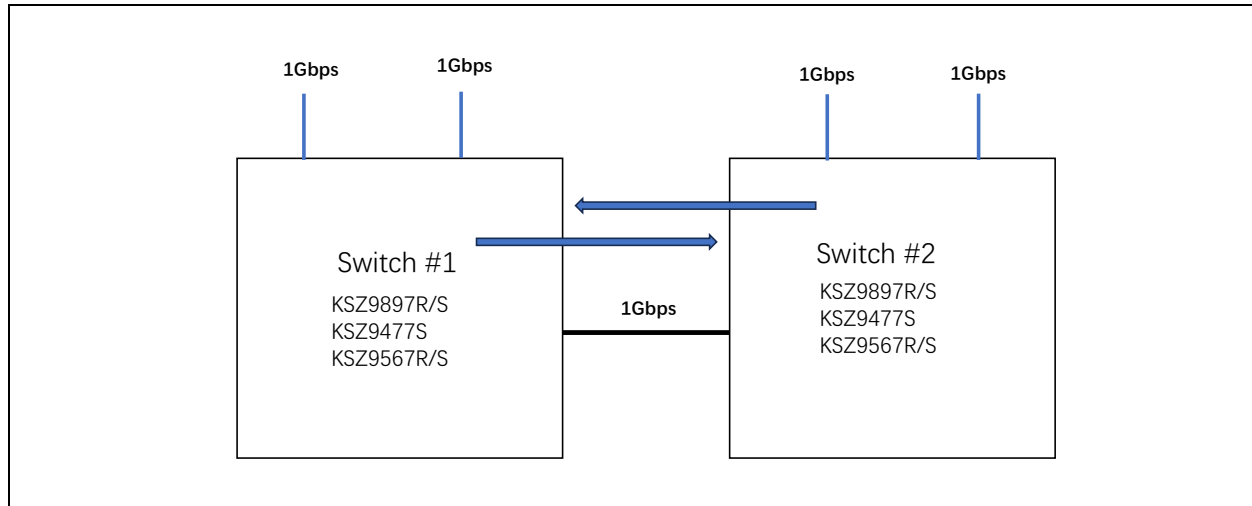 1Gbps
1Gbps
1Gbps
1Gbps
Switch #1
KSZ9897R/S
KSZ9477S
KSZ9567R/S
1Gbps
Switch #2
KSZ9897R/S
KSZ9477S
KSZ9567R/S